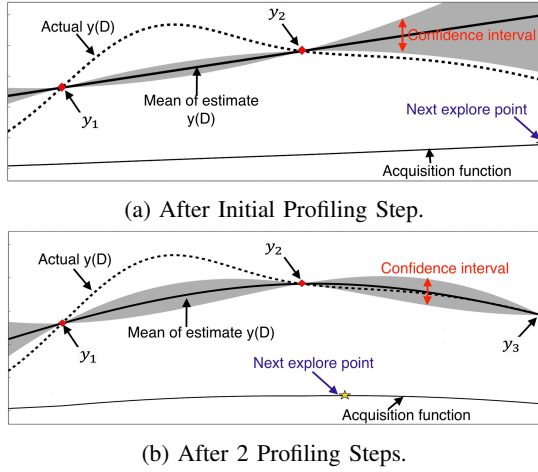 Actual y(D)
y₂
Confidence interval
Mean of estimate
y(D)
y₁
Next explore point
Acquisition function
(a) After Initial Profiling Step.
Actual y(D)
y₂
Confidence interval
Mean of estimate y(D)
y₁
y₃
Next explore point
Acquisition function
(b) After 2 Profiling Steps.